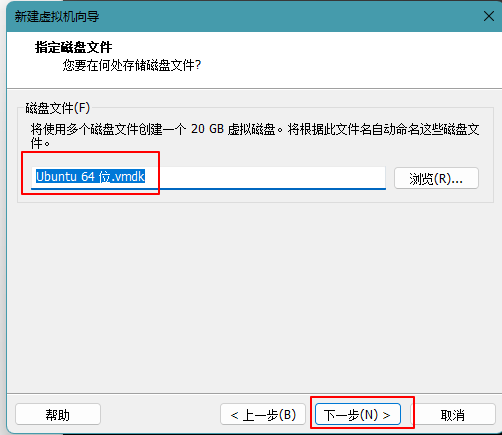 新建虚拟机向导
指定磁盘文件
您要在何处存储磁盘文件?
磁盘文件(F)
将使用多个磁盘文件创建一个 20 GB 虚拟磁盘。将根据此文件名自动命名这些磁盘文
件。
Ubuntu 64 位.vmdk
浏览(R)...
帮助
< 上一步(B)
下一步(N) >
取消